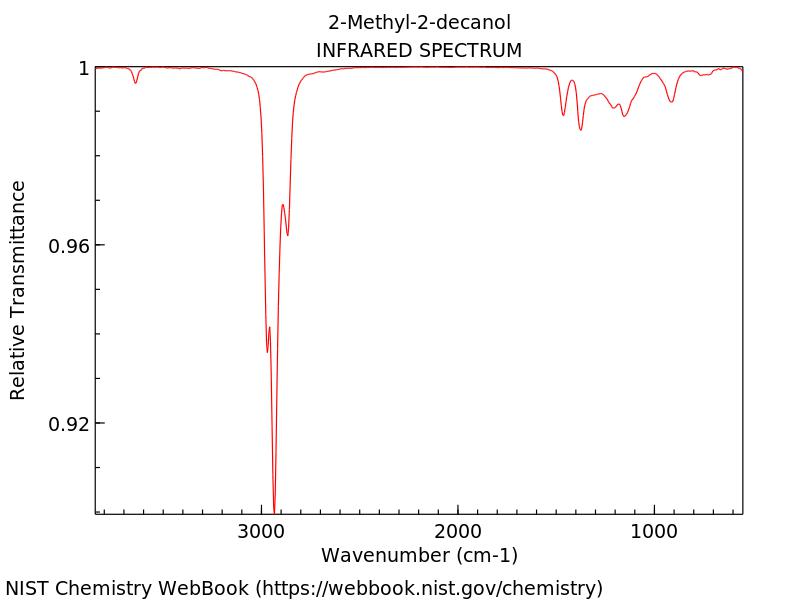 2-Methyl-2-decanol
INFRARED SPECTRUM
1
0.96
0.92
Relative Transmittance
3000 2000 1000
Wavenumber (cm-1)
NIST Chemistry WebBook (https://webbook.nist.gov/chemistry)